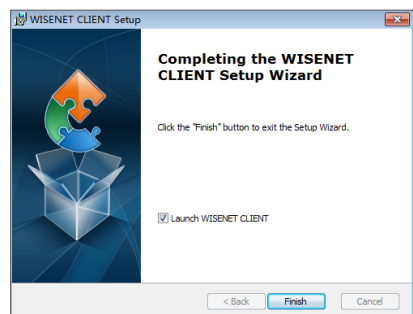 WISENET CLIENT Setup
Completing the WISENET
CLIENT Setup Wizard
Click the "Finish" button to exit the Setup Wizard.
Launch WISENET CLIENT
< Back Finish Cancel